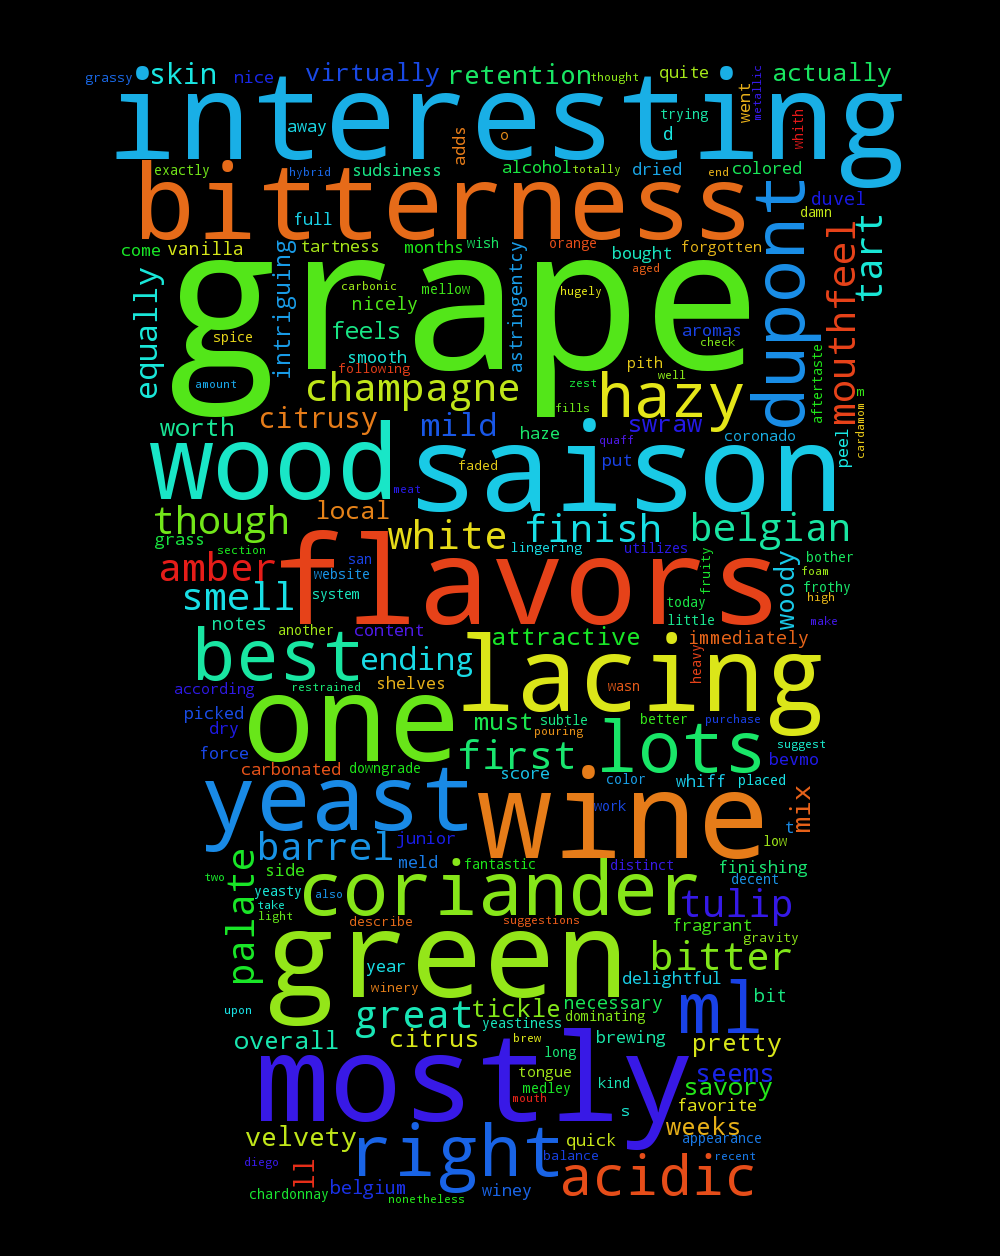 grassy skin nice virtually retention thought quite metallic actually
interesting
away adds o trying d went whith
exactly hybrid sudsiness alcohol totally dried end colored
bitterness
full damn duvel
come vanilla tartness months wish orange bought forgotten
dupont mouthfeel tart
equally intriguing carbonic mellow astringentcy aged hugely
grape
nicely spice feels smooth following aromas check
amount champagne zest pith well hazy aftertaste
fills m cardamom
worth citrusy mild haze quaff swraw coronado peel
wood saison
faded put meat
though local white finish belgian
grass section lingering san utilizes fruity bother
amber flavors woody foam
smell website system frothy high
today little make
notes another content attractive immediately
best ending lacing heavy
according restrained shelves wasn
picked one must subtle better purchase
dry pouring suggest
force first lots bevmo
carbonated downgrade score color whiff placed
yeast wine work mix t
barrel junior low
side meld fantastic distinct finishing
two yeasty also decent
take coriander tulip
light describe suggestions fragrant
palate green gravity
year bitter
winery delightful
upon great tickle necessary ml bit
yeastiness dominating
overall citrus brew brewing pretty
mostly long seems
tongue kind savory
medley mouth s favorite
weeks
velvety right quick appearance
diego ll balance recent
chardonnay belgium winey acidic
nonetheless